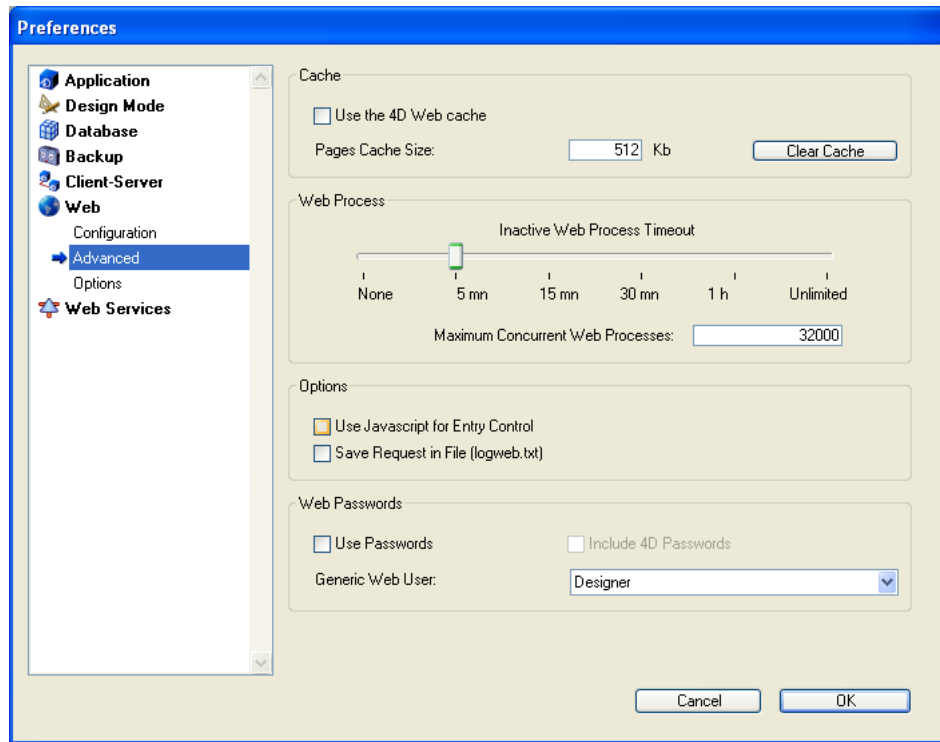 Preferences
Application
Design Mode
Database
Backup
Client-Server
Web
Configuration
Advanced
Options
Web Services
Cache
Use the 4D Web cache
Pages Cache Size: 512 Kb Clear Cache
Web Process
Inactive Web Process Timeout
None 5 mn 15 mn 30 mn 1 h Unlimited
Maximum Concurrent Web Processes: 32000
Options
Use Javascript for Entry Control
Save Request in File (logweb.txt)
Web Passwords
Use Passwords Include 4D Passwords
Generic Web User: Designer
Cancel OK